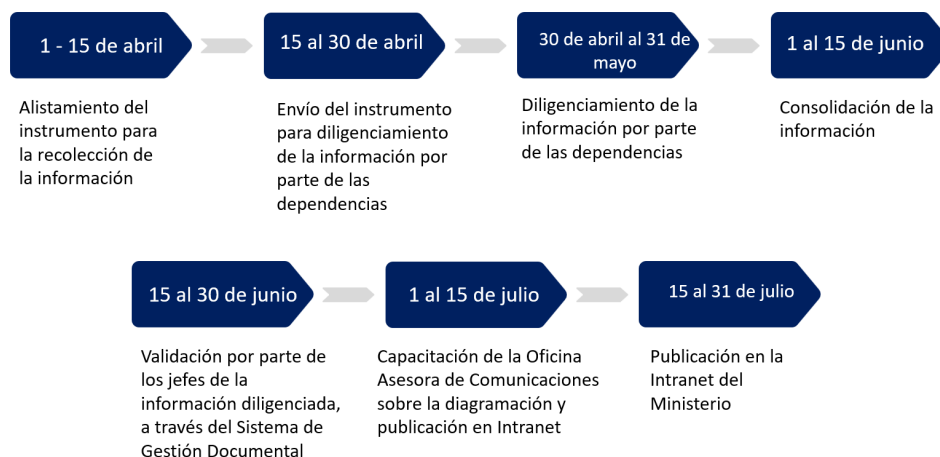 1 - 15 de abril
Alistamiento del
instrumento para
la recolección de
la información
15 al 30 de abril
Envío del instrumento
para diligenciamiento
de la información por
parte de las
dependencias
30 de abril al 31 de
mayo
Diligenciamiento de la
información por parte
de las dependencias
1 al 15 de junio
Consolidación de la
información
15 al 30 de junio
Validación por parte de
los jefes de la
información diligenciada,
a través del Sistema de
Gestión Documental
1 al 15 de julio
Capacitación de la Oficina
Asesora de Comunicaciones
sobre la diagramación y
publicación en Intranet
15 al 31 de julio
Publicación en la
Intranet del
Ministerio